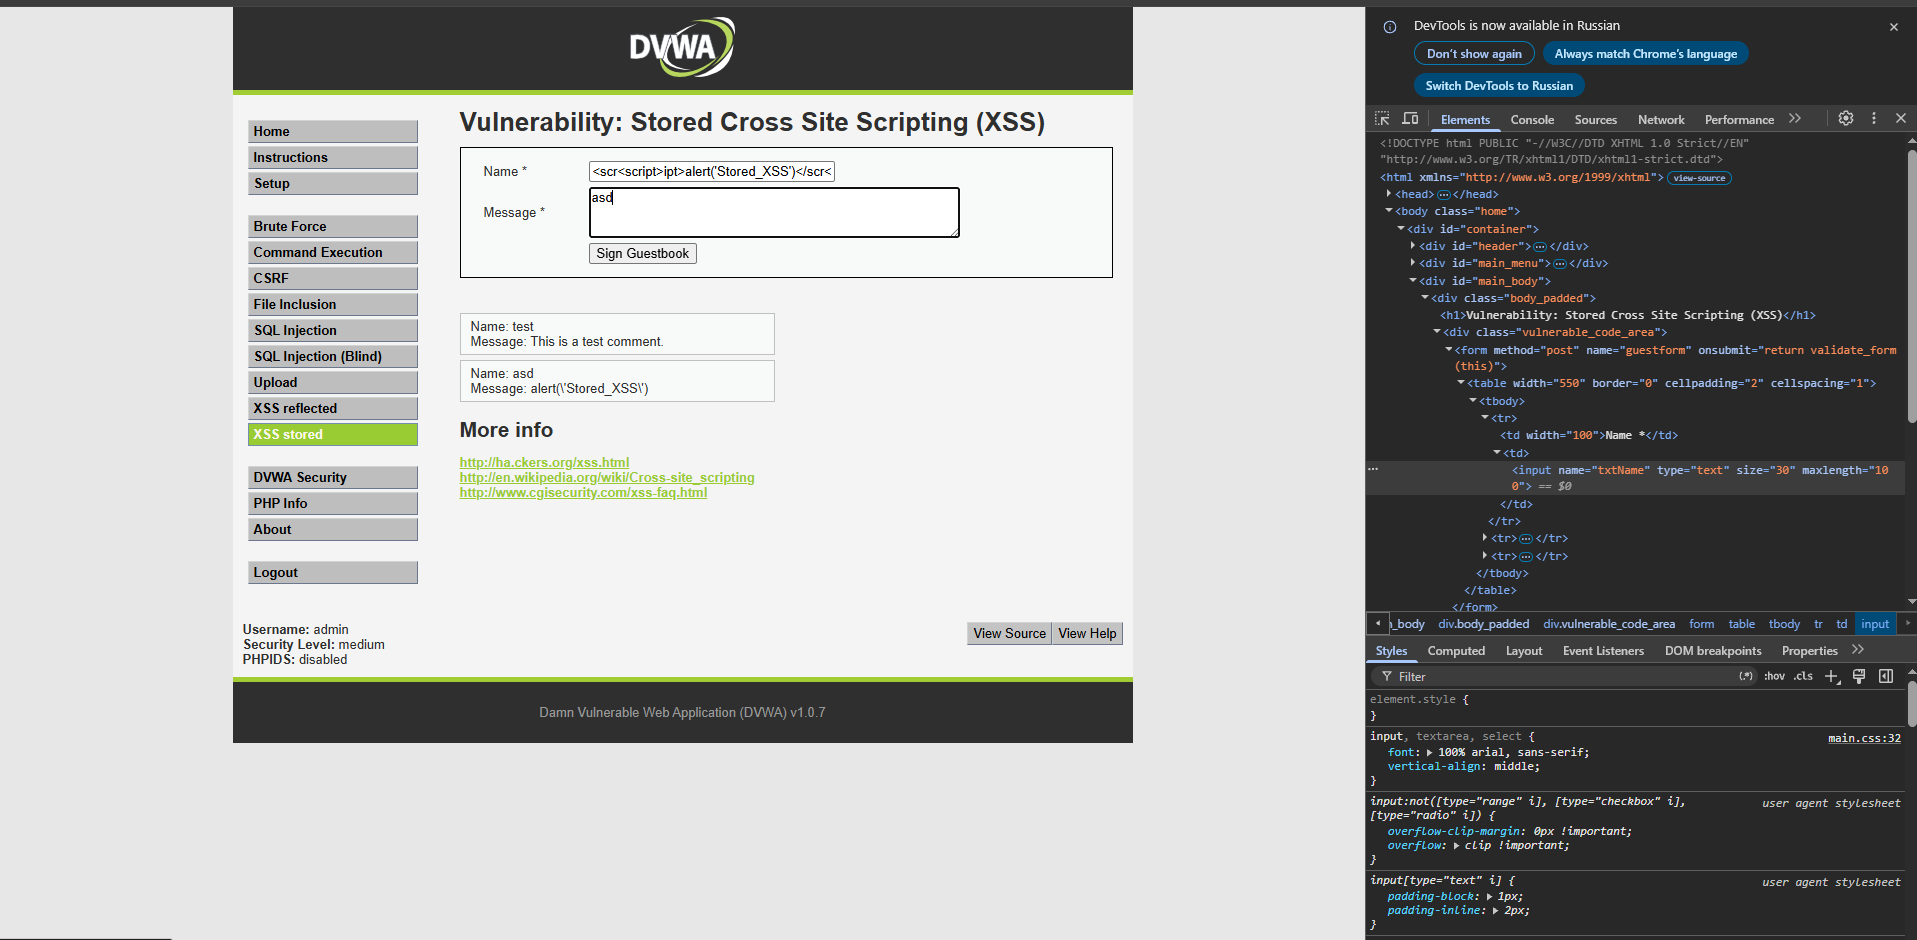 DVWA
Home
Instructions
Setup
Brute Force
Command Execution
CSRF
File Inclusion
SQL Injection
SQL Injection (Blind)
Upload
XSS reflected
XSS stored
DVWA Security
PHP Info
About
Logout
Vulnerability: Stored Cross Site Scripting (XSS)
Name * <scr<script>ipt>alert('Stored_XSS')</scr<
Message * asd
Sign Guestbook
Name: test
Message: This is a test comment.
Name: asd
Message: alert(\'Stored_XSS\')
More info
http://ha.ckers.org/xss.html
http://en.wikipedia.org/wiki/Cross-site_scripting
http://www.cgisecurity.com/xss-faq.html
Username: admin
Security Level: medium
PHPIDS: disabled
View Source View Help
Damn Vulnerable Web Application (DVWA) v1.0.7
DevTools is now available in Russian
Don't show again Always match Chrome's language
Switch DevTools to Russian
Elements Console Sources Network Performance
<!DOCTYPE html PUBLIC "-//W3C//DTD XHTML 1.0 Strict//EN"
"http://www.w3.org/TR/xhtml1/DTD/xhtml1-strict.dtd">
<html xmlns="http://www.w3.org/1999/xhtml"> view-source
<head> … </head>
<body class="home">
<div id="container">
<div id="header"> … </div>
<div id="main_menu"> … </div>
<div id="main_body">
<div class="body_padded">
<h1>Vulnerability: Stored Cross Site Scripting (XSS)</h1>
<div class="vulnerable_code_area">
<form method="post" name="guestform" onsubmit="return validate_form
(this)">
<table width="550" border="0" cellpadding="2" cellspacing="1">
<tbody>
<tr>
<td width="100">Name *</td>
<td>
<input name="txtName" type="text" size="30" maxlength="10
0"> == $0
</td>
</tr>
<tr> … </tr>
<tr> … </tr>
</tbody>
</table>
</form>
n_body div.body_padded div.vulnerable_code_area form table tbody tr td input
Styles Computed Layout Event Listeners DOM breakpoints Properties
Filter :hov .cls
element.style {
}
input, textarea, select { main.css:32
font: 100% arial, sans-serif;
vertical-align: middle;
}
input:not([type="range" i], [type="checkbox" i], user agent stylesheet
[type="radio" i]) {
overflow-clip-margin: 0px !important;
overflow: clip !important;
}
input[type="text" i] { user agent stylesheet
padding-block: 1px;
padding-inline: 2px;
}